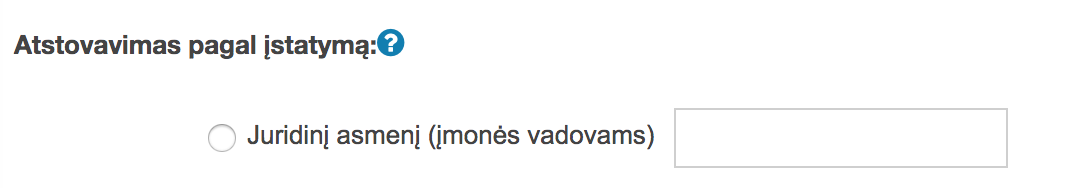 Atstovavimas pagal įstatymą:?
Juridinį asmenį (įmonės vadovams)